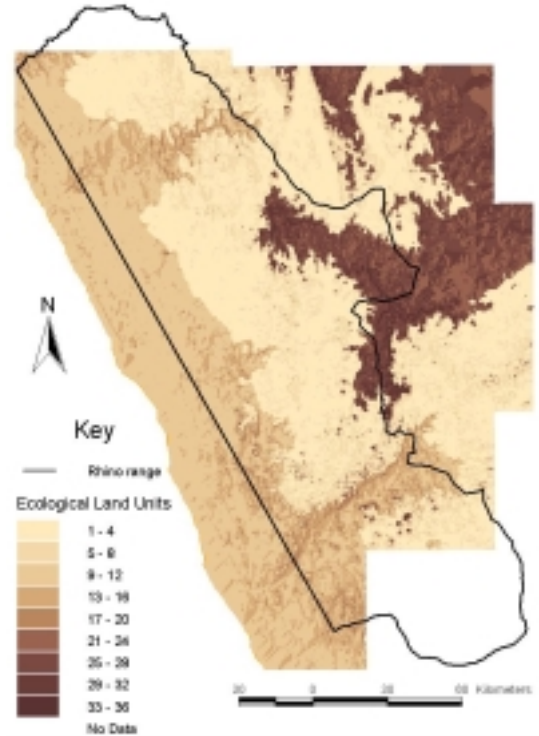 N
Key
Rhino range
Ecological Land Units
1 - 4
5 - 8
9 - 12
13 - 16
17 - 20
21 - 24
25 - 29
29 - 32
33 - 36
No Data
20 0 20 60 Kilometers